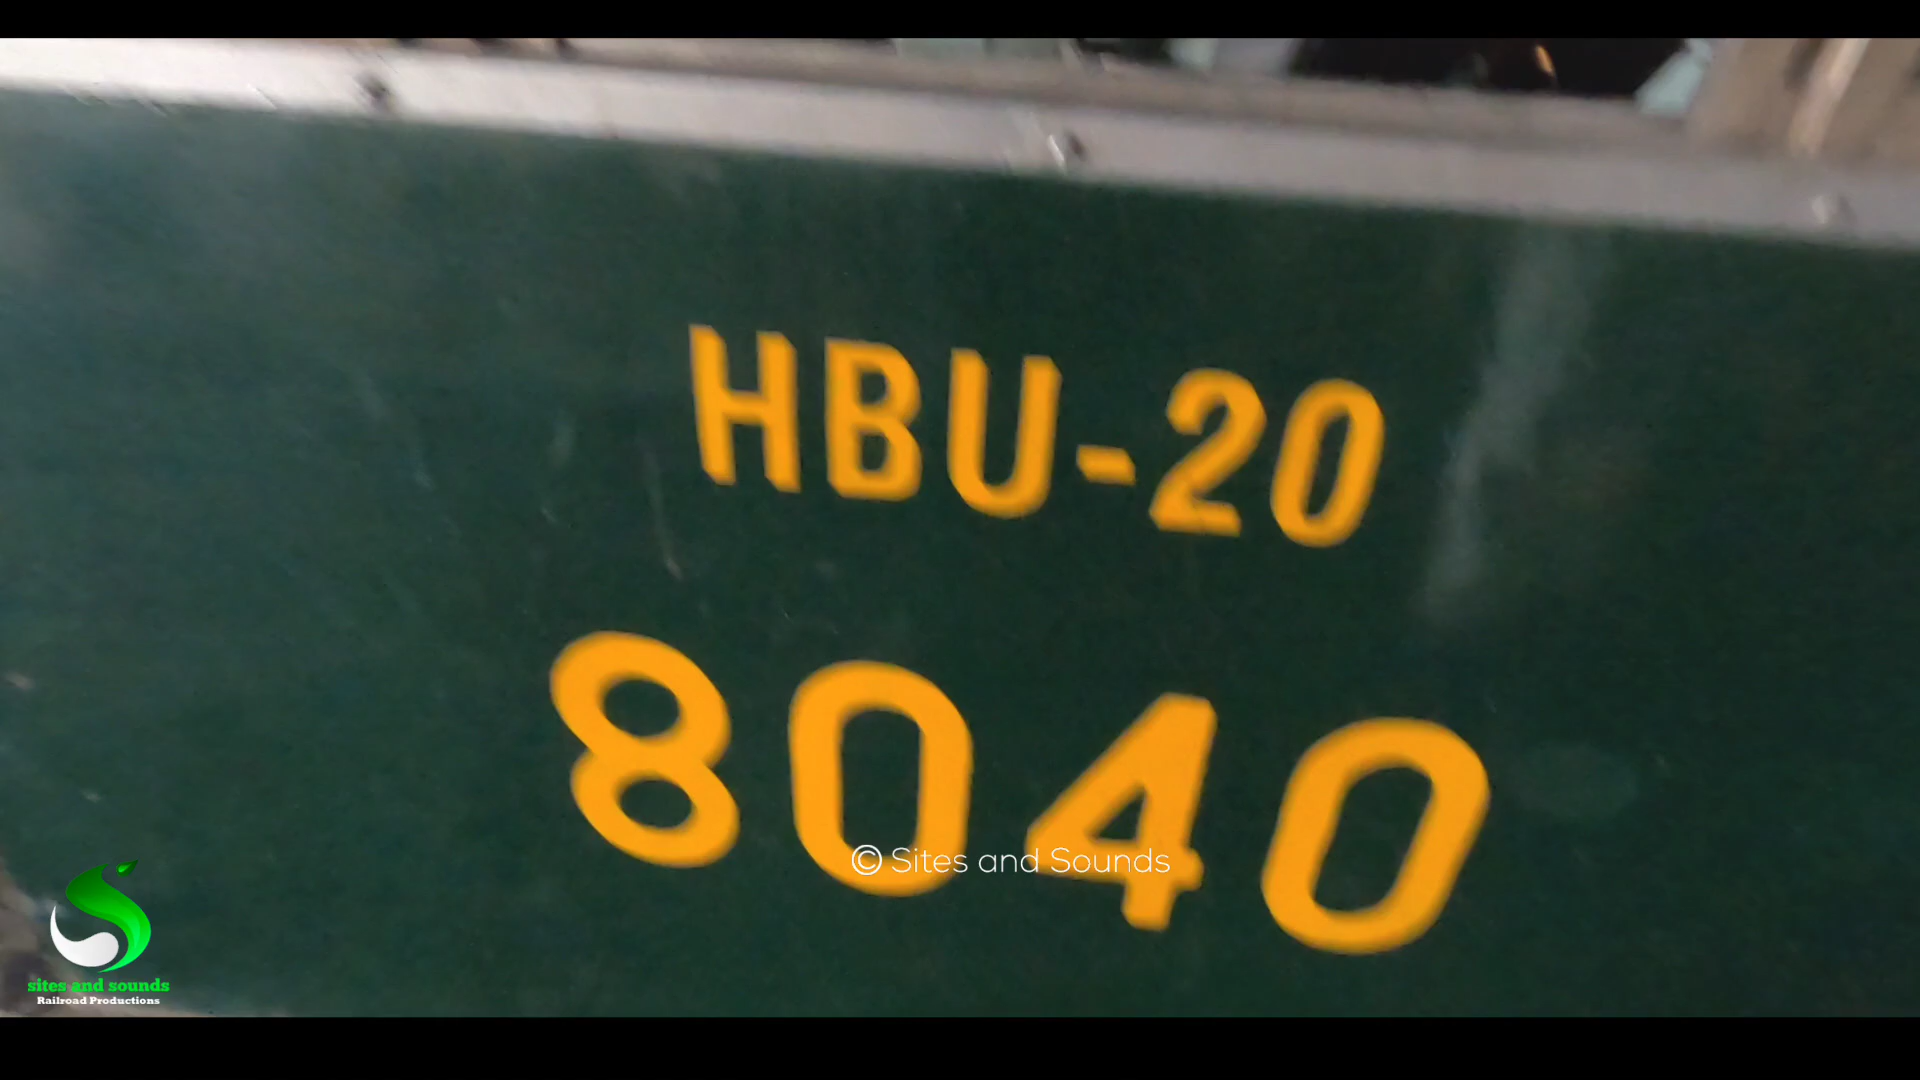 HBU-20
8040
© Sites and Sounds
sites and sounds
Railroad Productions